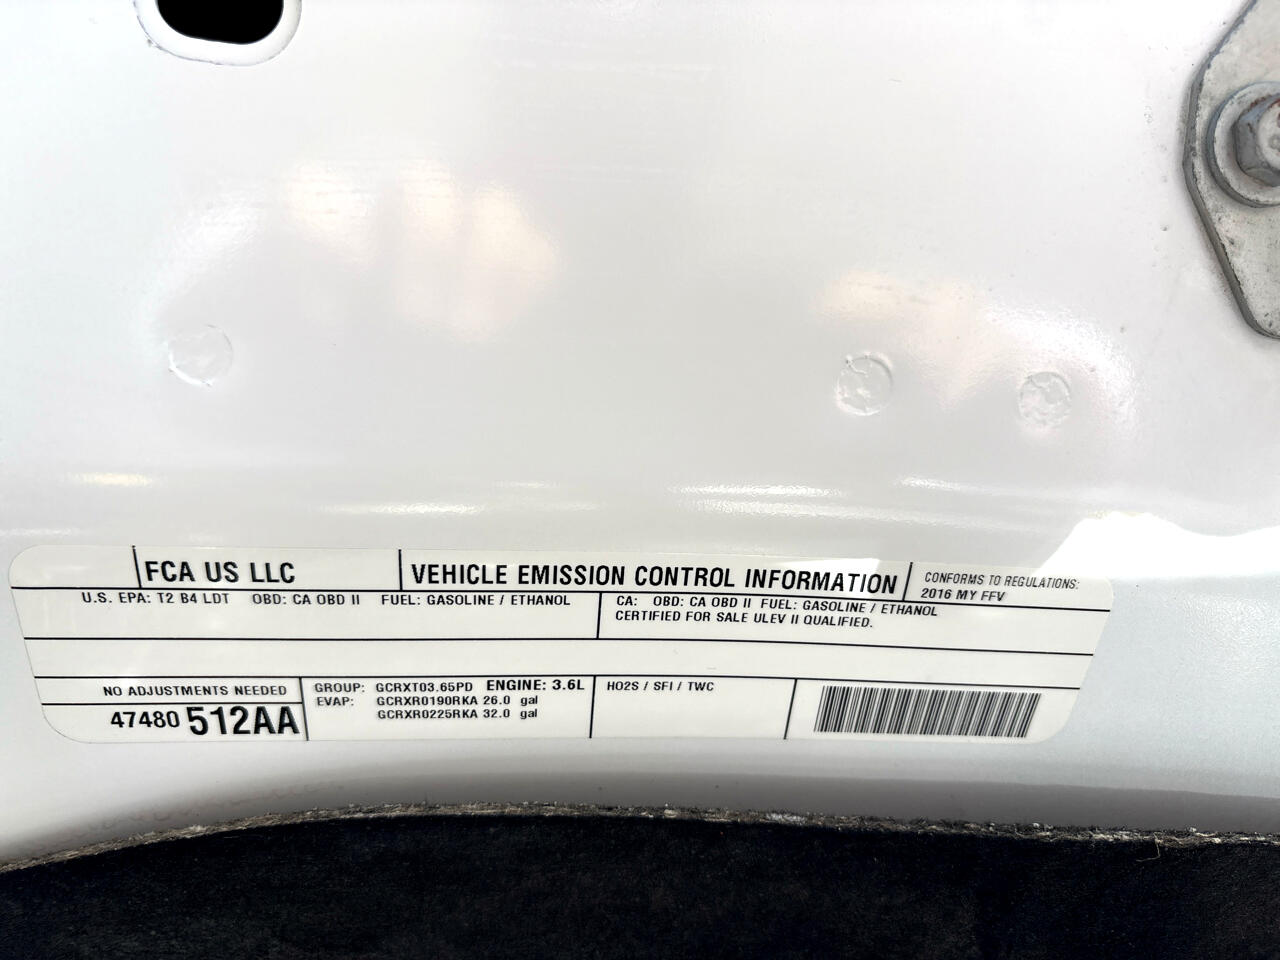 FCA US LLC
VEHICLE EMISSION CONTROL INFORMATION
CONFORMS TO REGULATIONS:
2016 MY FFV
U.S. EPA: T2 B4 LDT OBD: CA OBD II FUEL: GASOLINE / ETHANOL
CA: OBD: CA OBD II FUEL: GASOLINE / ETHANOL
CERTIFIED FOR SALE ULEV II QUALIFIED.
NO ADJUSTMENTS NEEDED
47480 512AA
GROUP: GCRXT03.65PD ENGINE: 3.6L
EVAP: GCRXR0190RKA 26.0 gal
GCRXR0225RKA 32.0 gal
HO2S / SFI / TWC